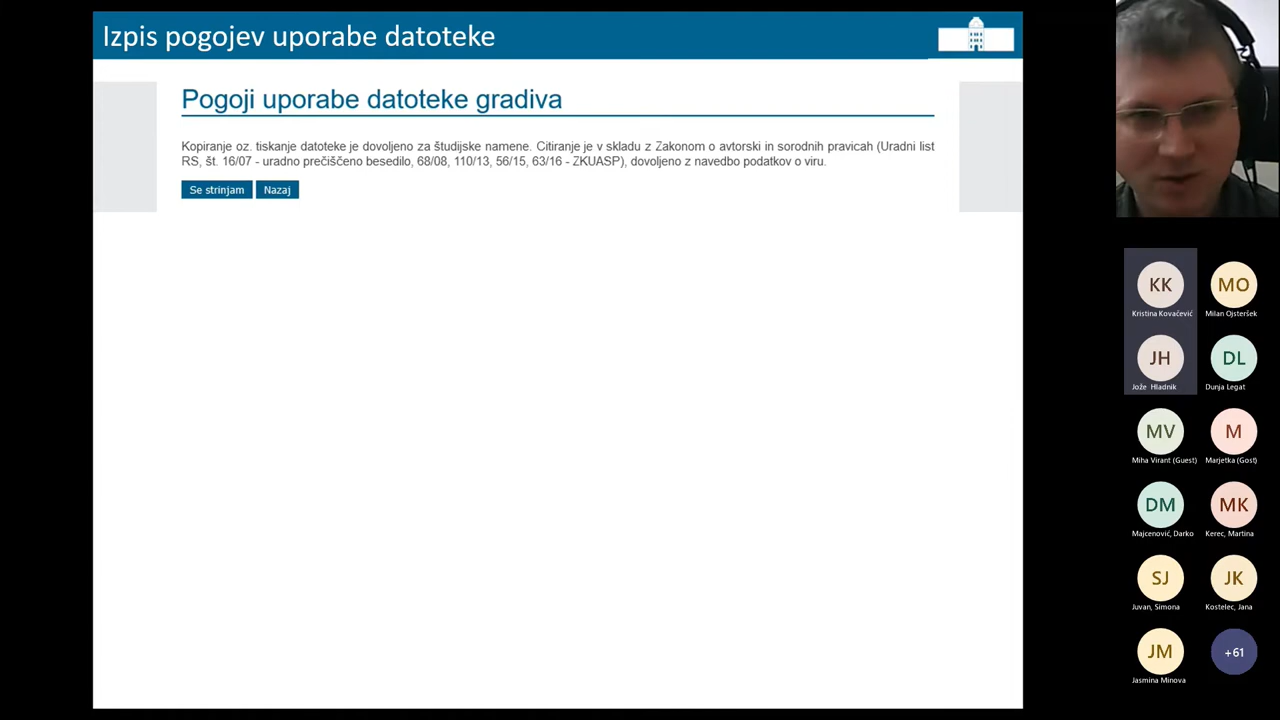 Izpis pogojev uporabe datoteke
Pogoji uporabe datoteke gradiva
Kopiranje oz. tiskanje datoteke je dovoljeno za študijske namene. Citiranje je v skladu z Zakonom o avtorski in sorodnih pravicah (Uradni list
RS, št. 16/07 - uradno prečiščeno besedilo, 68/08, 110/13, 56/15, 63/16 - ZKUASP), dovoljeno z navedbo podatkov o viru.
Se strinjam
Nazaj
KK
MO
Kristina Kovačević
Milan Ojsteršek
JH
DL
Jože Hladnik
Dunja Legat
MV
M
Miha Virant (Guest)
Marjetka (Gost)
DM
MK
Majcenović, Darko
Kerec, Martina
SJ
JK
Juvan, Simona
Kostelec, Jana
JM
+61
Jasmina Minova